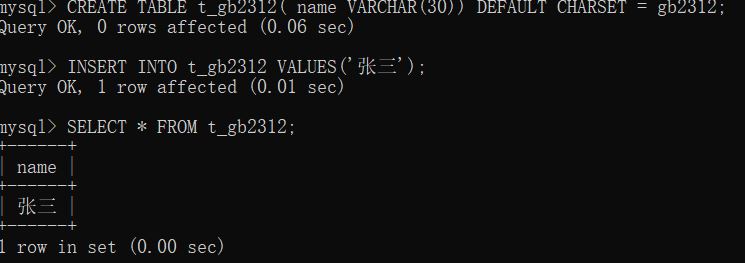 mysql> CREATE TABLE t_gb2312( name VARCHAR(30)) DEFAULT CHARSET = gb2312;
Query OK, 0 rows affected (0.06 sec)
mysql> INSERT INTO t_gb2312 VALUES('张三');
Query OK, 1 row affected (0.01 sec)
mysql> SELECT * FROM t_gb2312;
+------+
| name |
+------+
| 张三 |
+------+
1 row in set (0.00 sec)